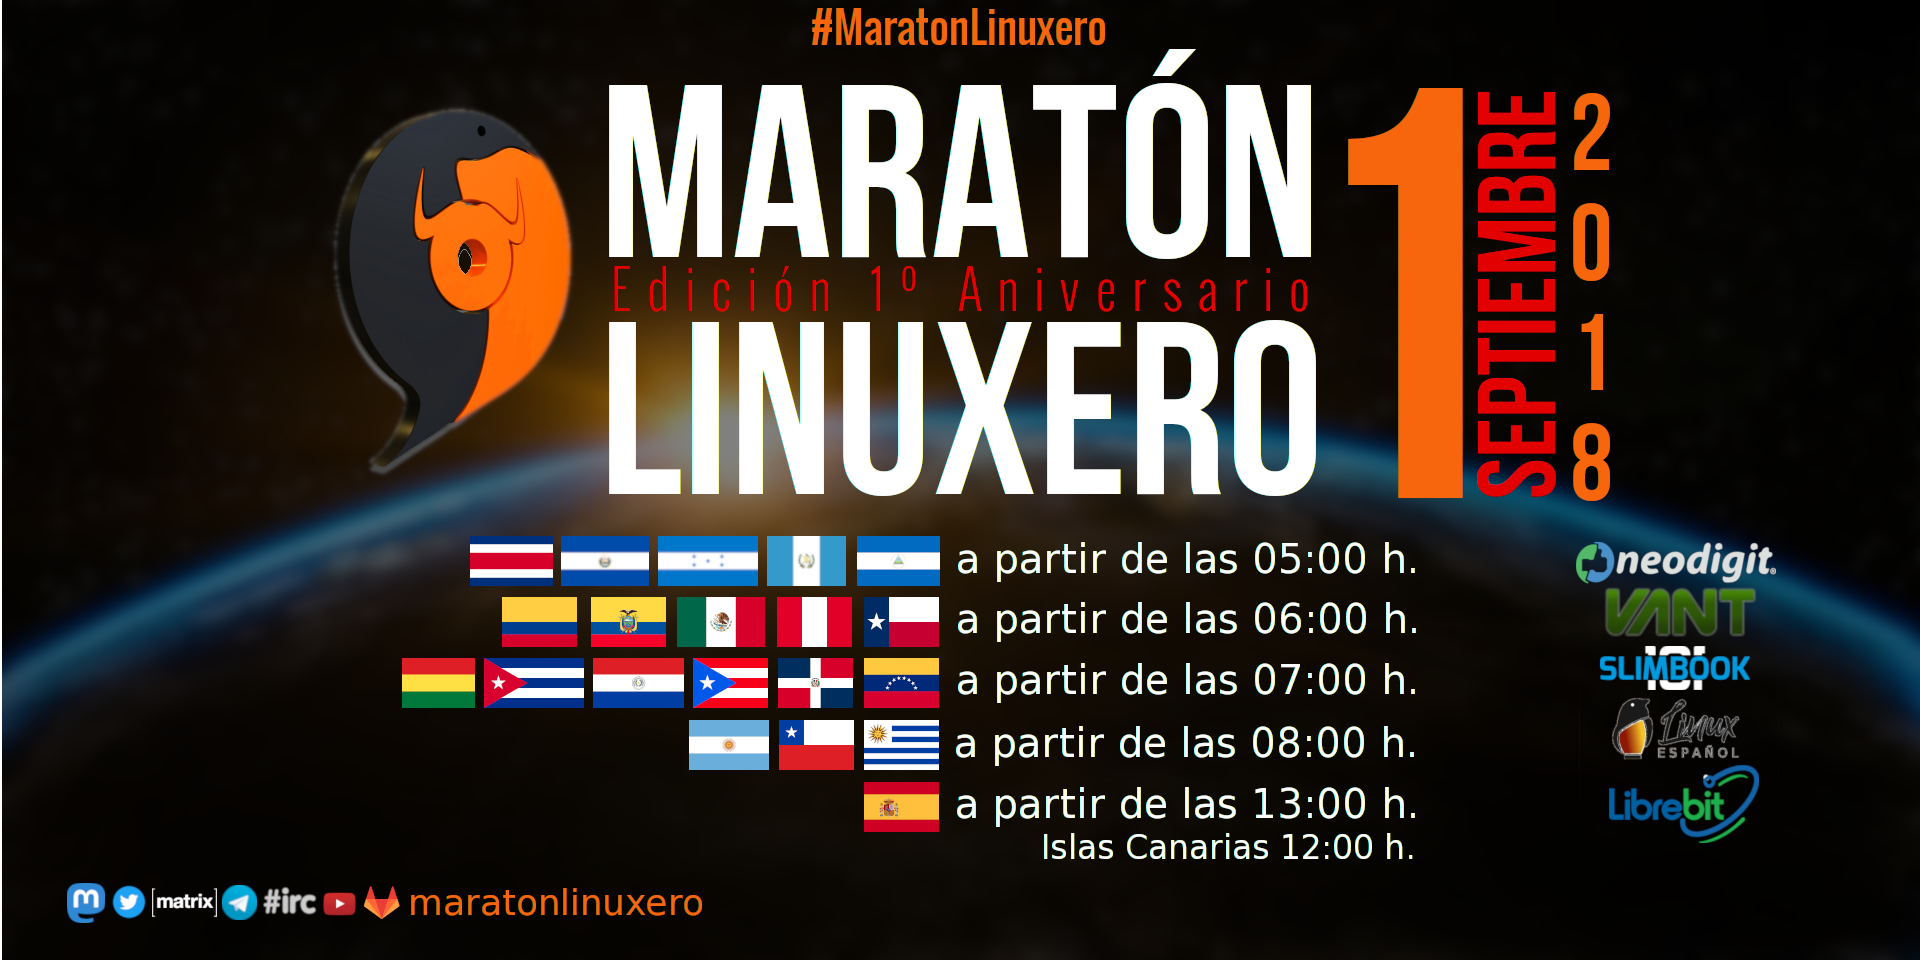 #MaratonLinuxero
MARATÓN
Edición 1º Aniversario
LINUXERO
1
SEPTIEMBRE
2018
a partir de las 05:00 h.
a partir de las 06:00 h.
a partir de las 07:00 h.
a partir de las 08:00 h.
a partir de las 13:00 h.
Islas Canarias 12:00 h.
neodigit®
VANT
SLIMBOOK
Linux
ESPAÑOL
Librebit
m [matrix] #irc maratonlinuxero